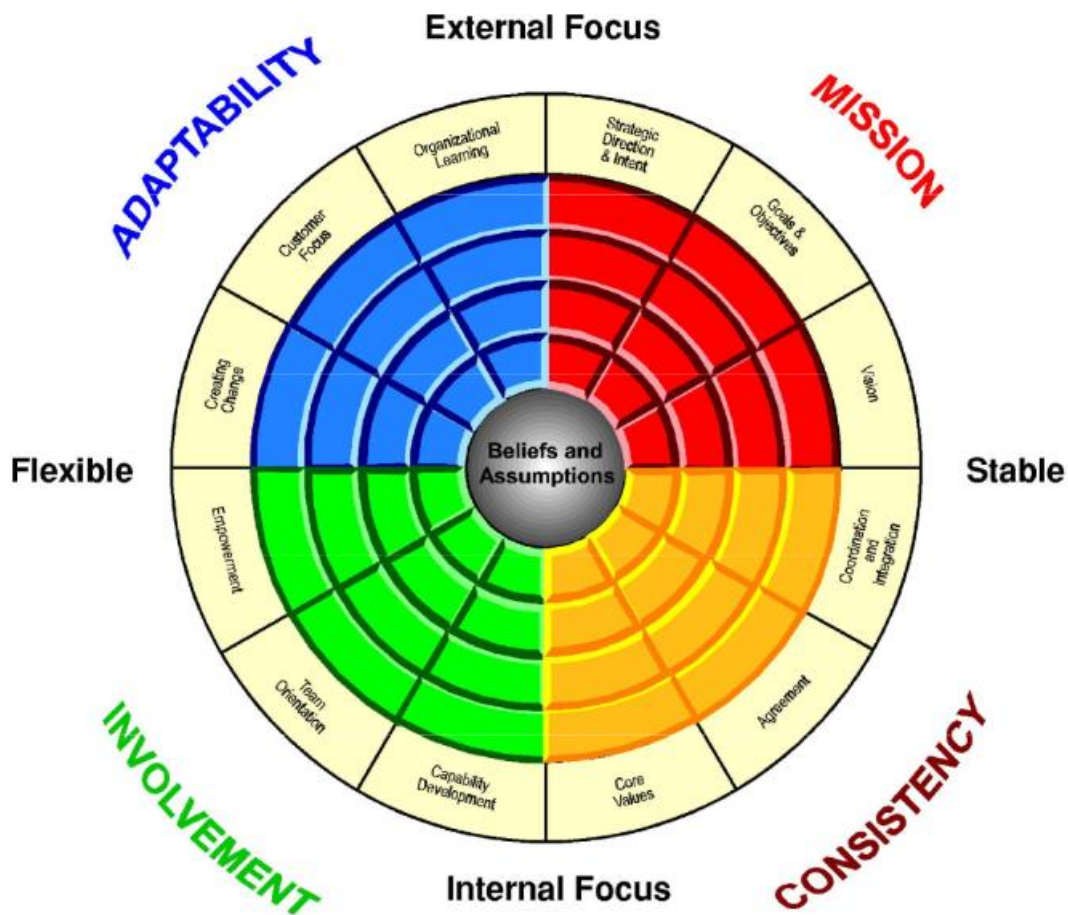 External Focus
ADAPTABILITY
MISSION
Organizational
Learning
Strategic
Direction
& Intent
Customer
Focus
Goals &
Objectives
Creating
Change
Vision
Flexible
Beliefs and
Assumptions
Stable
Empowerment
Coordination
and
Integration
Team
Orientation
Agreement
Capability
Development
Core
Values
INVOLVEMENT
CONSISTENCY
Internal Focus